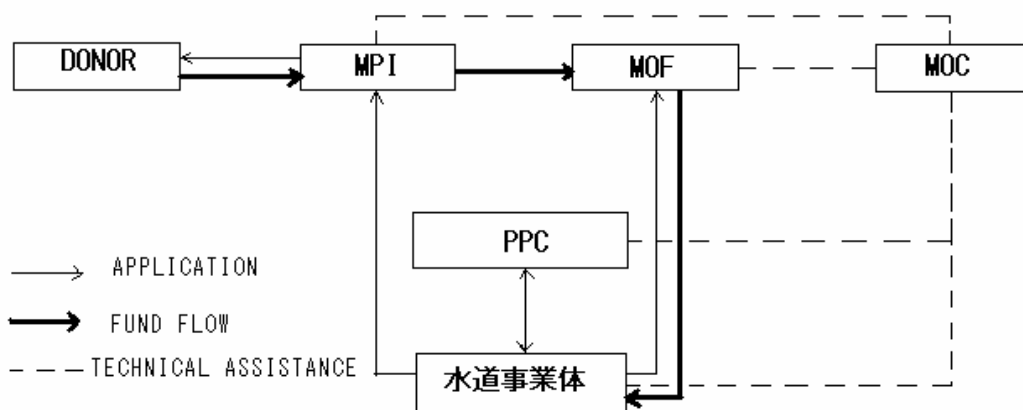 DONOR
MPI
MOF
MOC
PPC
APPLICATION
FUND FLOW
TECHNICAL ASSISTANCE
水道事業体